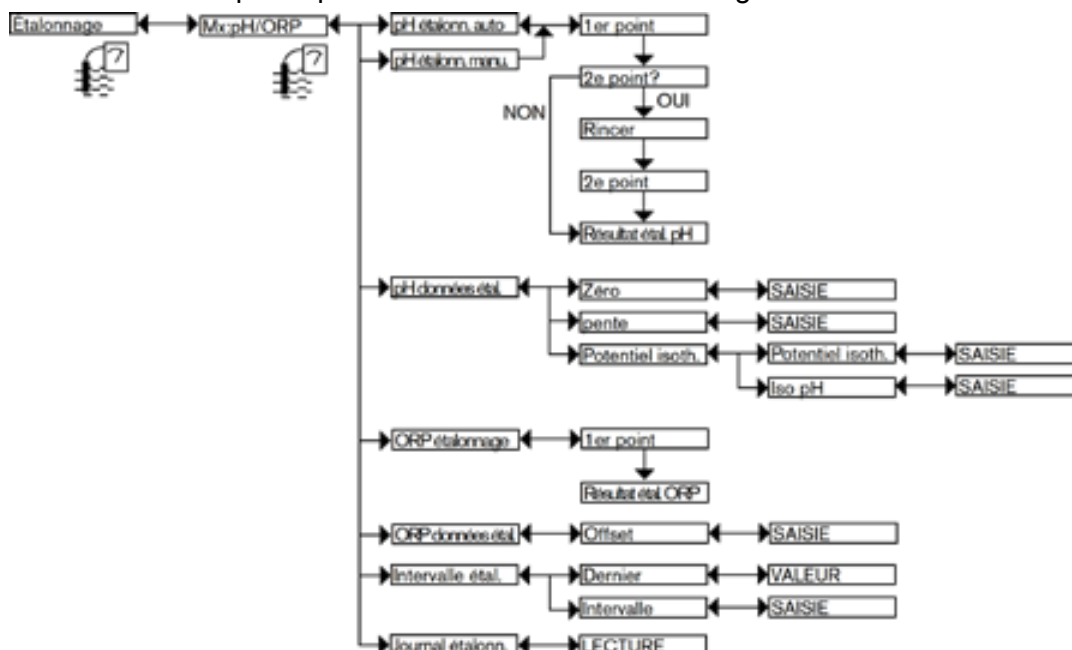 Étalonnage
Mx:pH/ORP
pH étalonn. auto
1er point
pH étalonn. manu.
2e point?
NON
OUI
Rincer
2e point
Résultat étal. pH
pH données étal.
Zéro
SAISIE
pente
SAISIE
Potentiel isoth.
Potentiel isoth.
SAISIE
Iso pH
SAISIE
ORP étalonnage
1er point
Résultat étal. ORP
ORP données étal.
Offset
SAISIE
Intervalle étal.
Dernier
VALEUR
Intervalle
SAISIE
Journal étalonn.
LECTURE